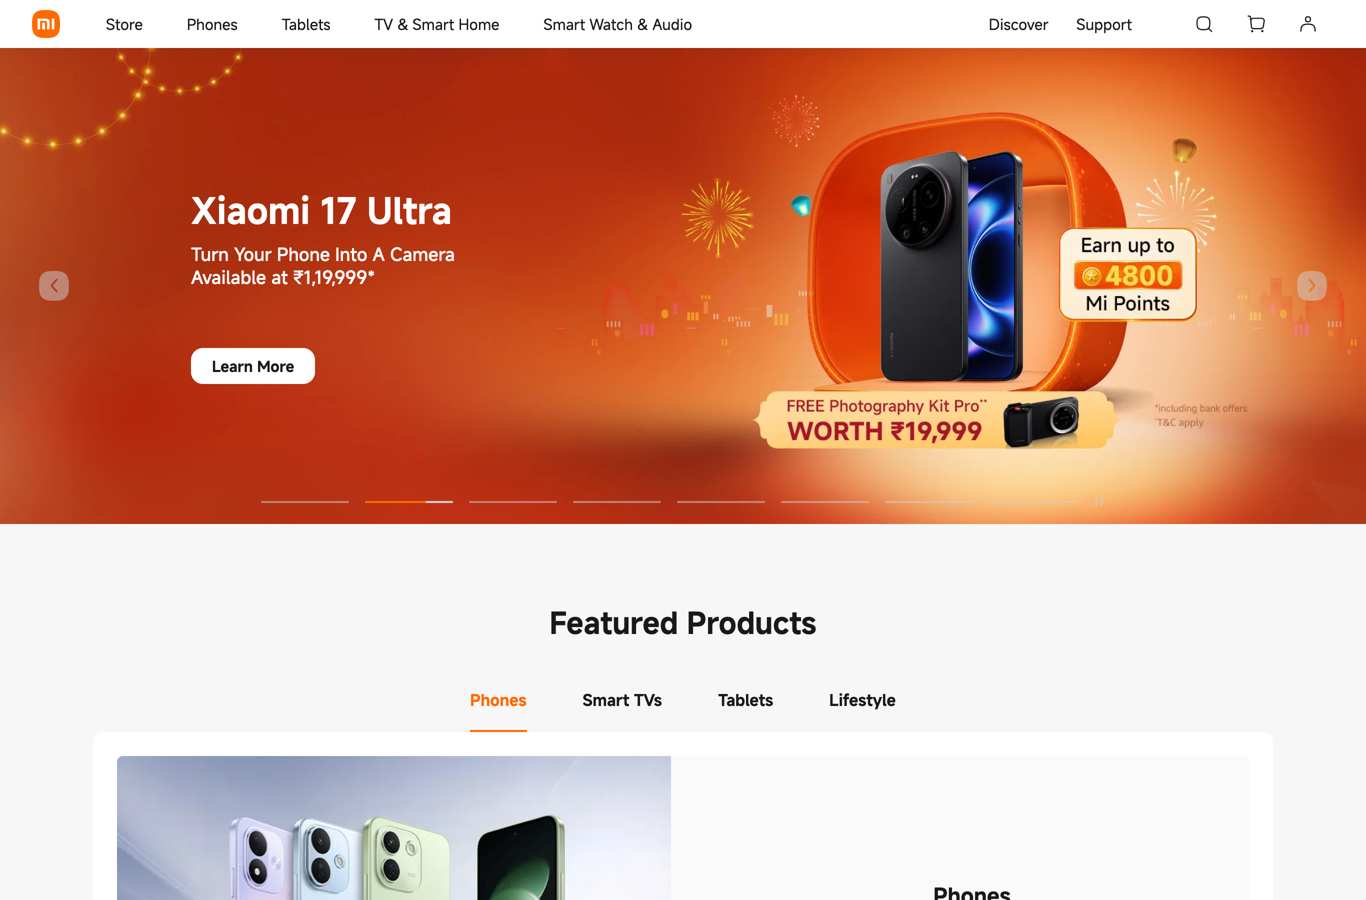 mi
Store
Phones
Tablets
TV & Smart Home
Smart Watch & Audio
Discover
Support
Xiaomi 17 Ultra
Turn Your Phone Into A Camera
Available at ₹1,19,999*
Learn More
Earn up to
4800
Mi Points
FREE Photography Kit Pro**
WORTH ₹19,999
*including bank offers
*T&C apply
Featured Products
Phones
Smart TVs
Tablets
Lifestyle
Phones